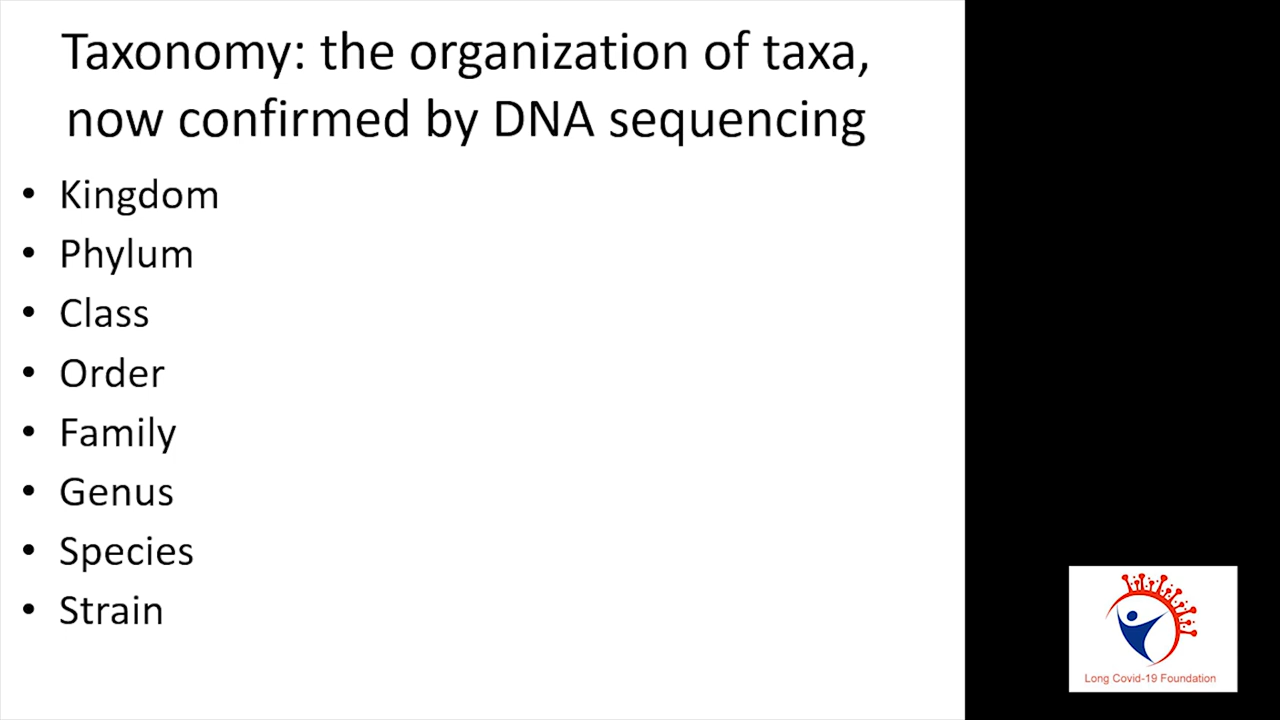 Taxonomy: the organization of taxa,
now confirmed by DNA sequencing
• Kingdom
• Phylum
• Class
• Order
• Family
• Genus
• Species
• Strain
Long Covid-19 Foundation